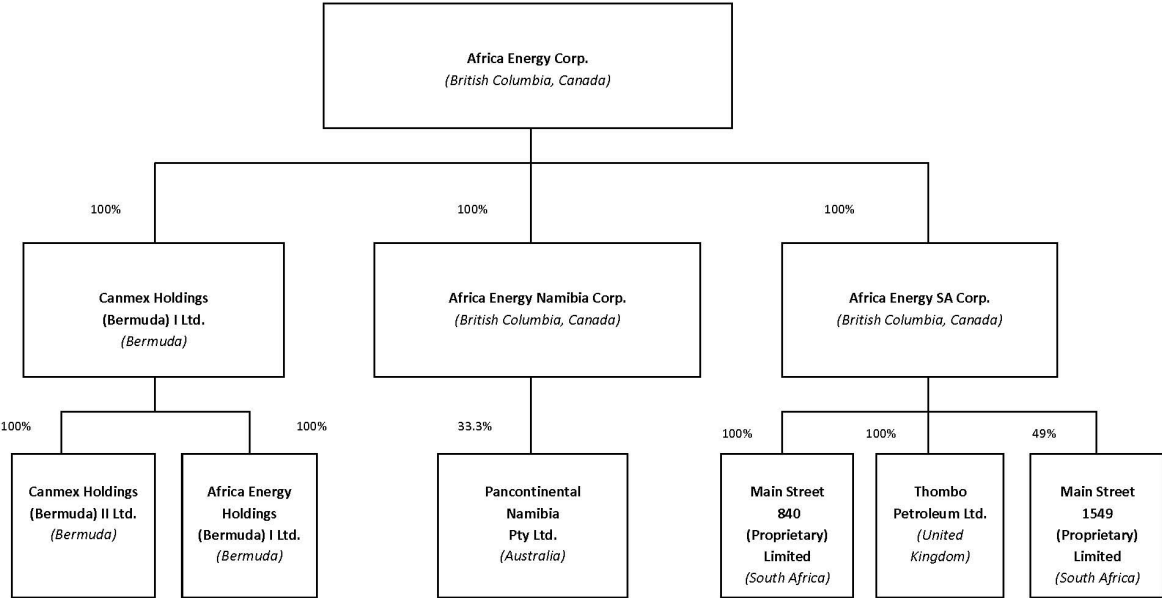 Africa Energy Corp.
(British Columbia, Canada)
100%
100%
100%
Canmex Holdings
(Bermuda) I Ltd.
(Bermuda)
Africa Energy Namibia Corp.
(British Columbia, Canada)
Africa Energy SA Corp.
(British Columbia, Canada)
100%
100%
33.3%
100%
100%
49%
Canmex Holdings
(Bermuda) II Ltd.
(Bermuda)
Africa Energy
Holdings
(Bermuda) I Ltd.
(Bermuda)
Pancontinental
Namibia
Pty Ltd.
(Australia)
Main Street
840
(Proprietary)
Limited
(South Africa)
Thombo
Petroleum Ltd.
(United
Kingdom)
Main Street
1549
(Proprietary)
Limited
(South Africa)